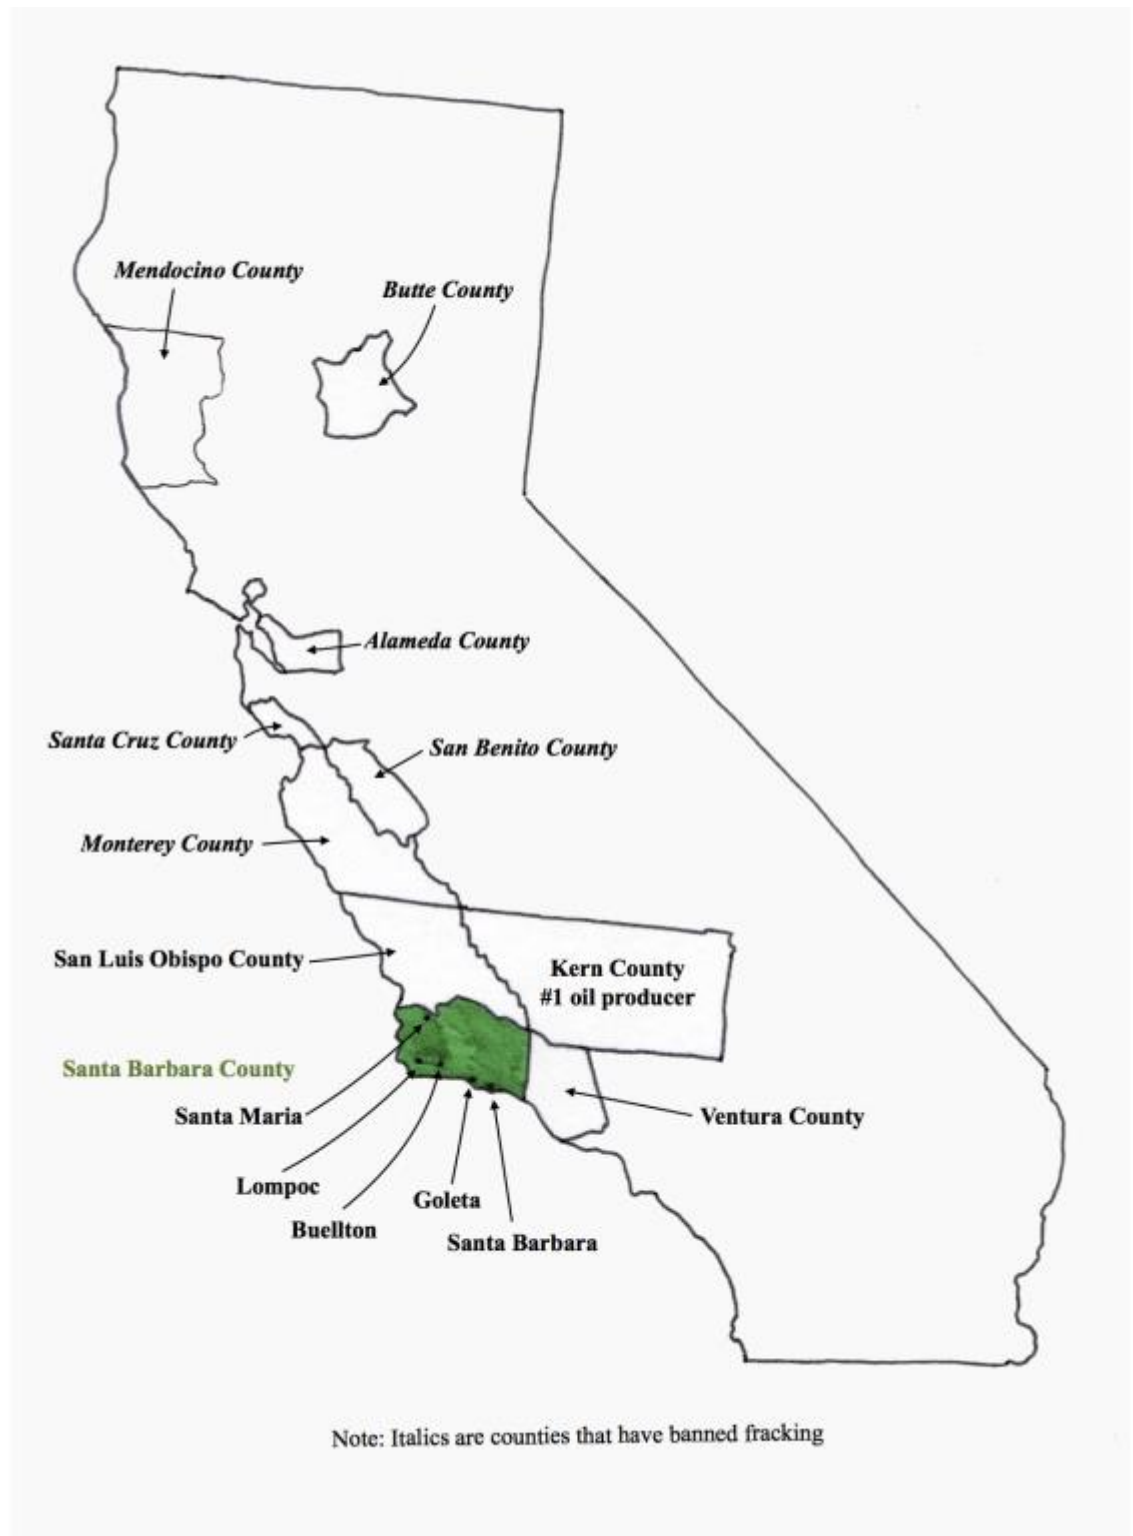 Mendocino County
Butte County
Alameda County
Santa Cruz County
San Benito County
Monterey County
San Luis Obispo County
Kern County
#1 oil producer
Santa Barbara County
Santa Maria
Ventura County
Lompoc
Goleta
Buellton
Santa Barbara
Note: Italics are counties that have banned fracking